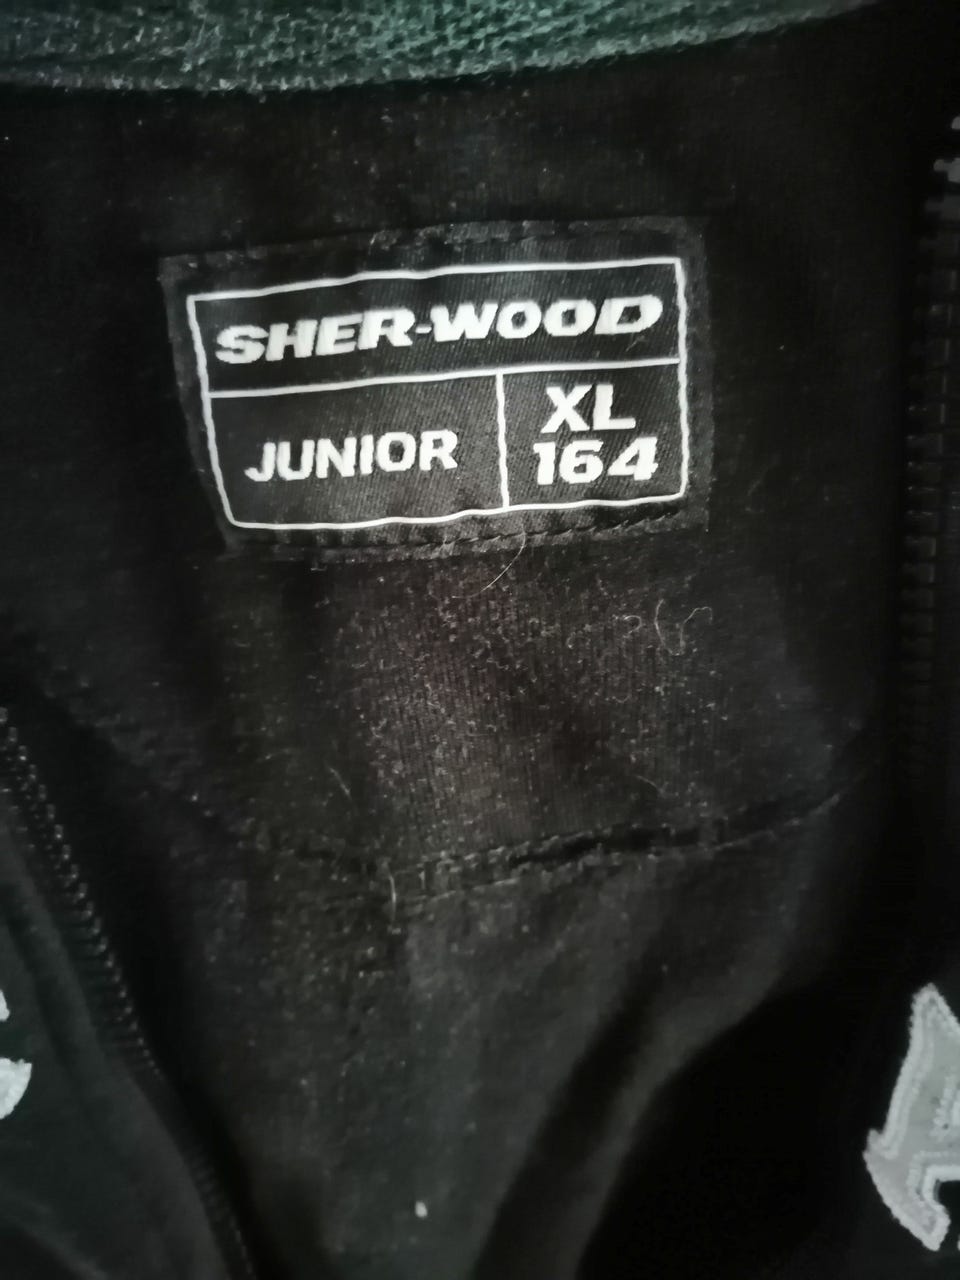 SHER-WOOD
JUNIOR
XL
164